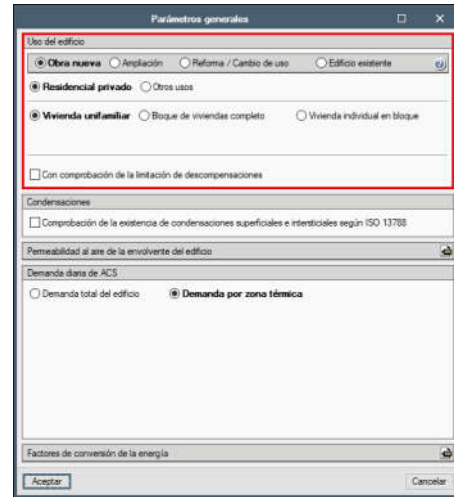 Parámetros generales
Uso del edificio
Obra nueva Ampliación Reforma / Cambio de uso Edificio existente
Residencial privado Otros usos
Vivienda unifamiliar Bloque de viviendas completo Vivienda individual en bloque
Con comprobación de la limitación de descompensaciones
Condensaciones
Comprobación de la existencia de condensaciones superficiales e intersticiales según ISO 13788
Permeabilidad al aire de la envolvente del edificio
Demanda diaria de ACS
Demanda total del edificio Demanda por zona térmica
Factores de conversión de la energía
Aceptar Cancelar